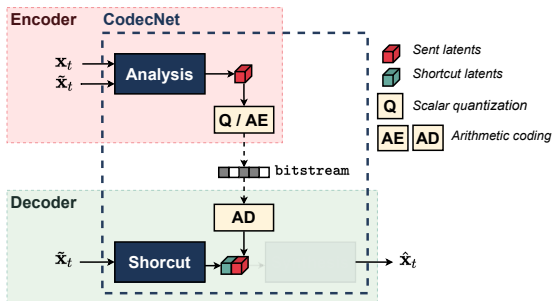 Encoder CodecNet
x_t
x̃_t
Analysis
Q / AE
bitstream
Decoder
AD
x̃_t
Shorcut
x̂_t
Sent latents
Shortcut latents
Q Scalar quantization
AE AD Arithmetic coding